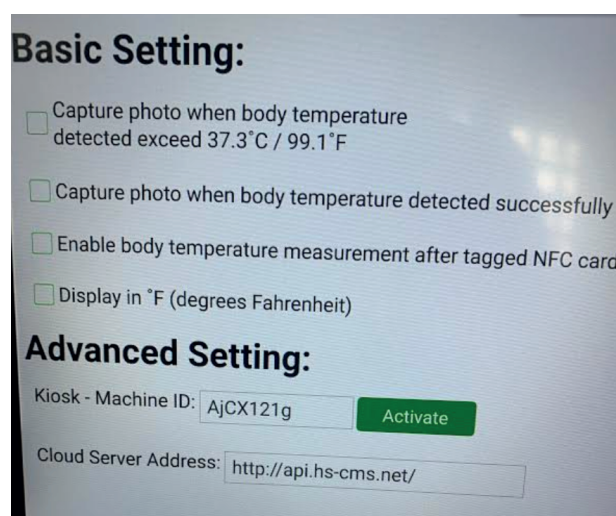 Basic Setting:
Capture photo when body temperature
detected exceed 37.3°C / 99.1°F
Capture photo when body temperature detected successfully
Enable body temperature measurement after tagged NFC card
Display in °F (degrees Fahrenheit)
Advanced Setting:
Kiosk - Machine ID: AjCX121g Activate
Cloud Server Address: http://api.hs-cms.net/